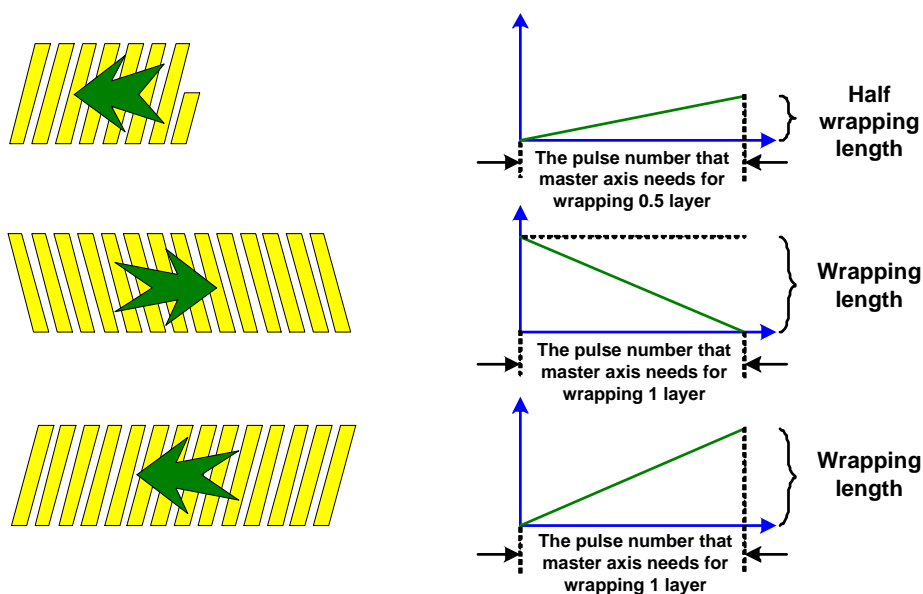 The pulse number that
master axis needs for
wrapping 0.5 layer
Half
wrapping
length
The pulse number that
master axis needs for
wrapping 1 layer
Wrapping
length
The pulse number that
master axis needs for
wrapping 1 layer
Wrapping
length